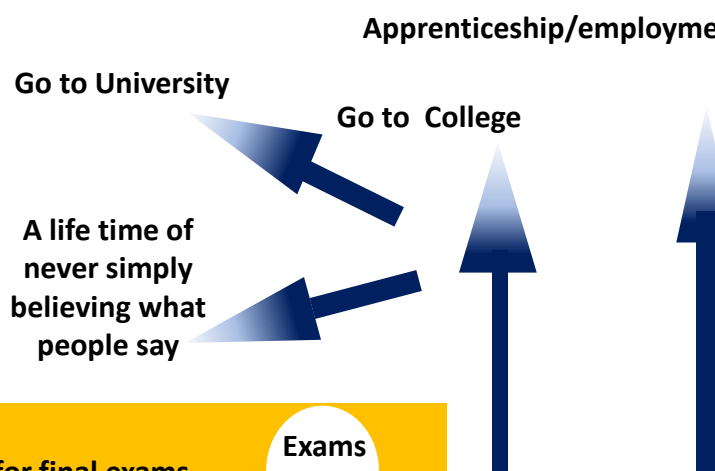 Apprenticeship/employme
Go to University
Go to College
A life time of
never simply
believing what
people say
Exams
for final exams